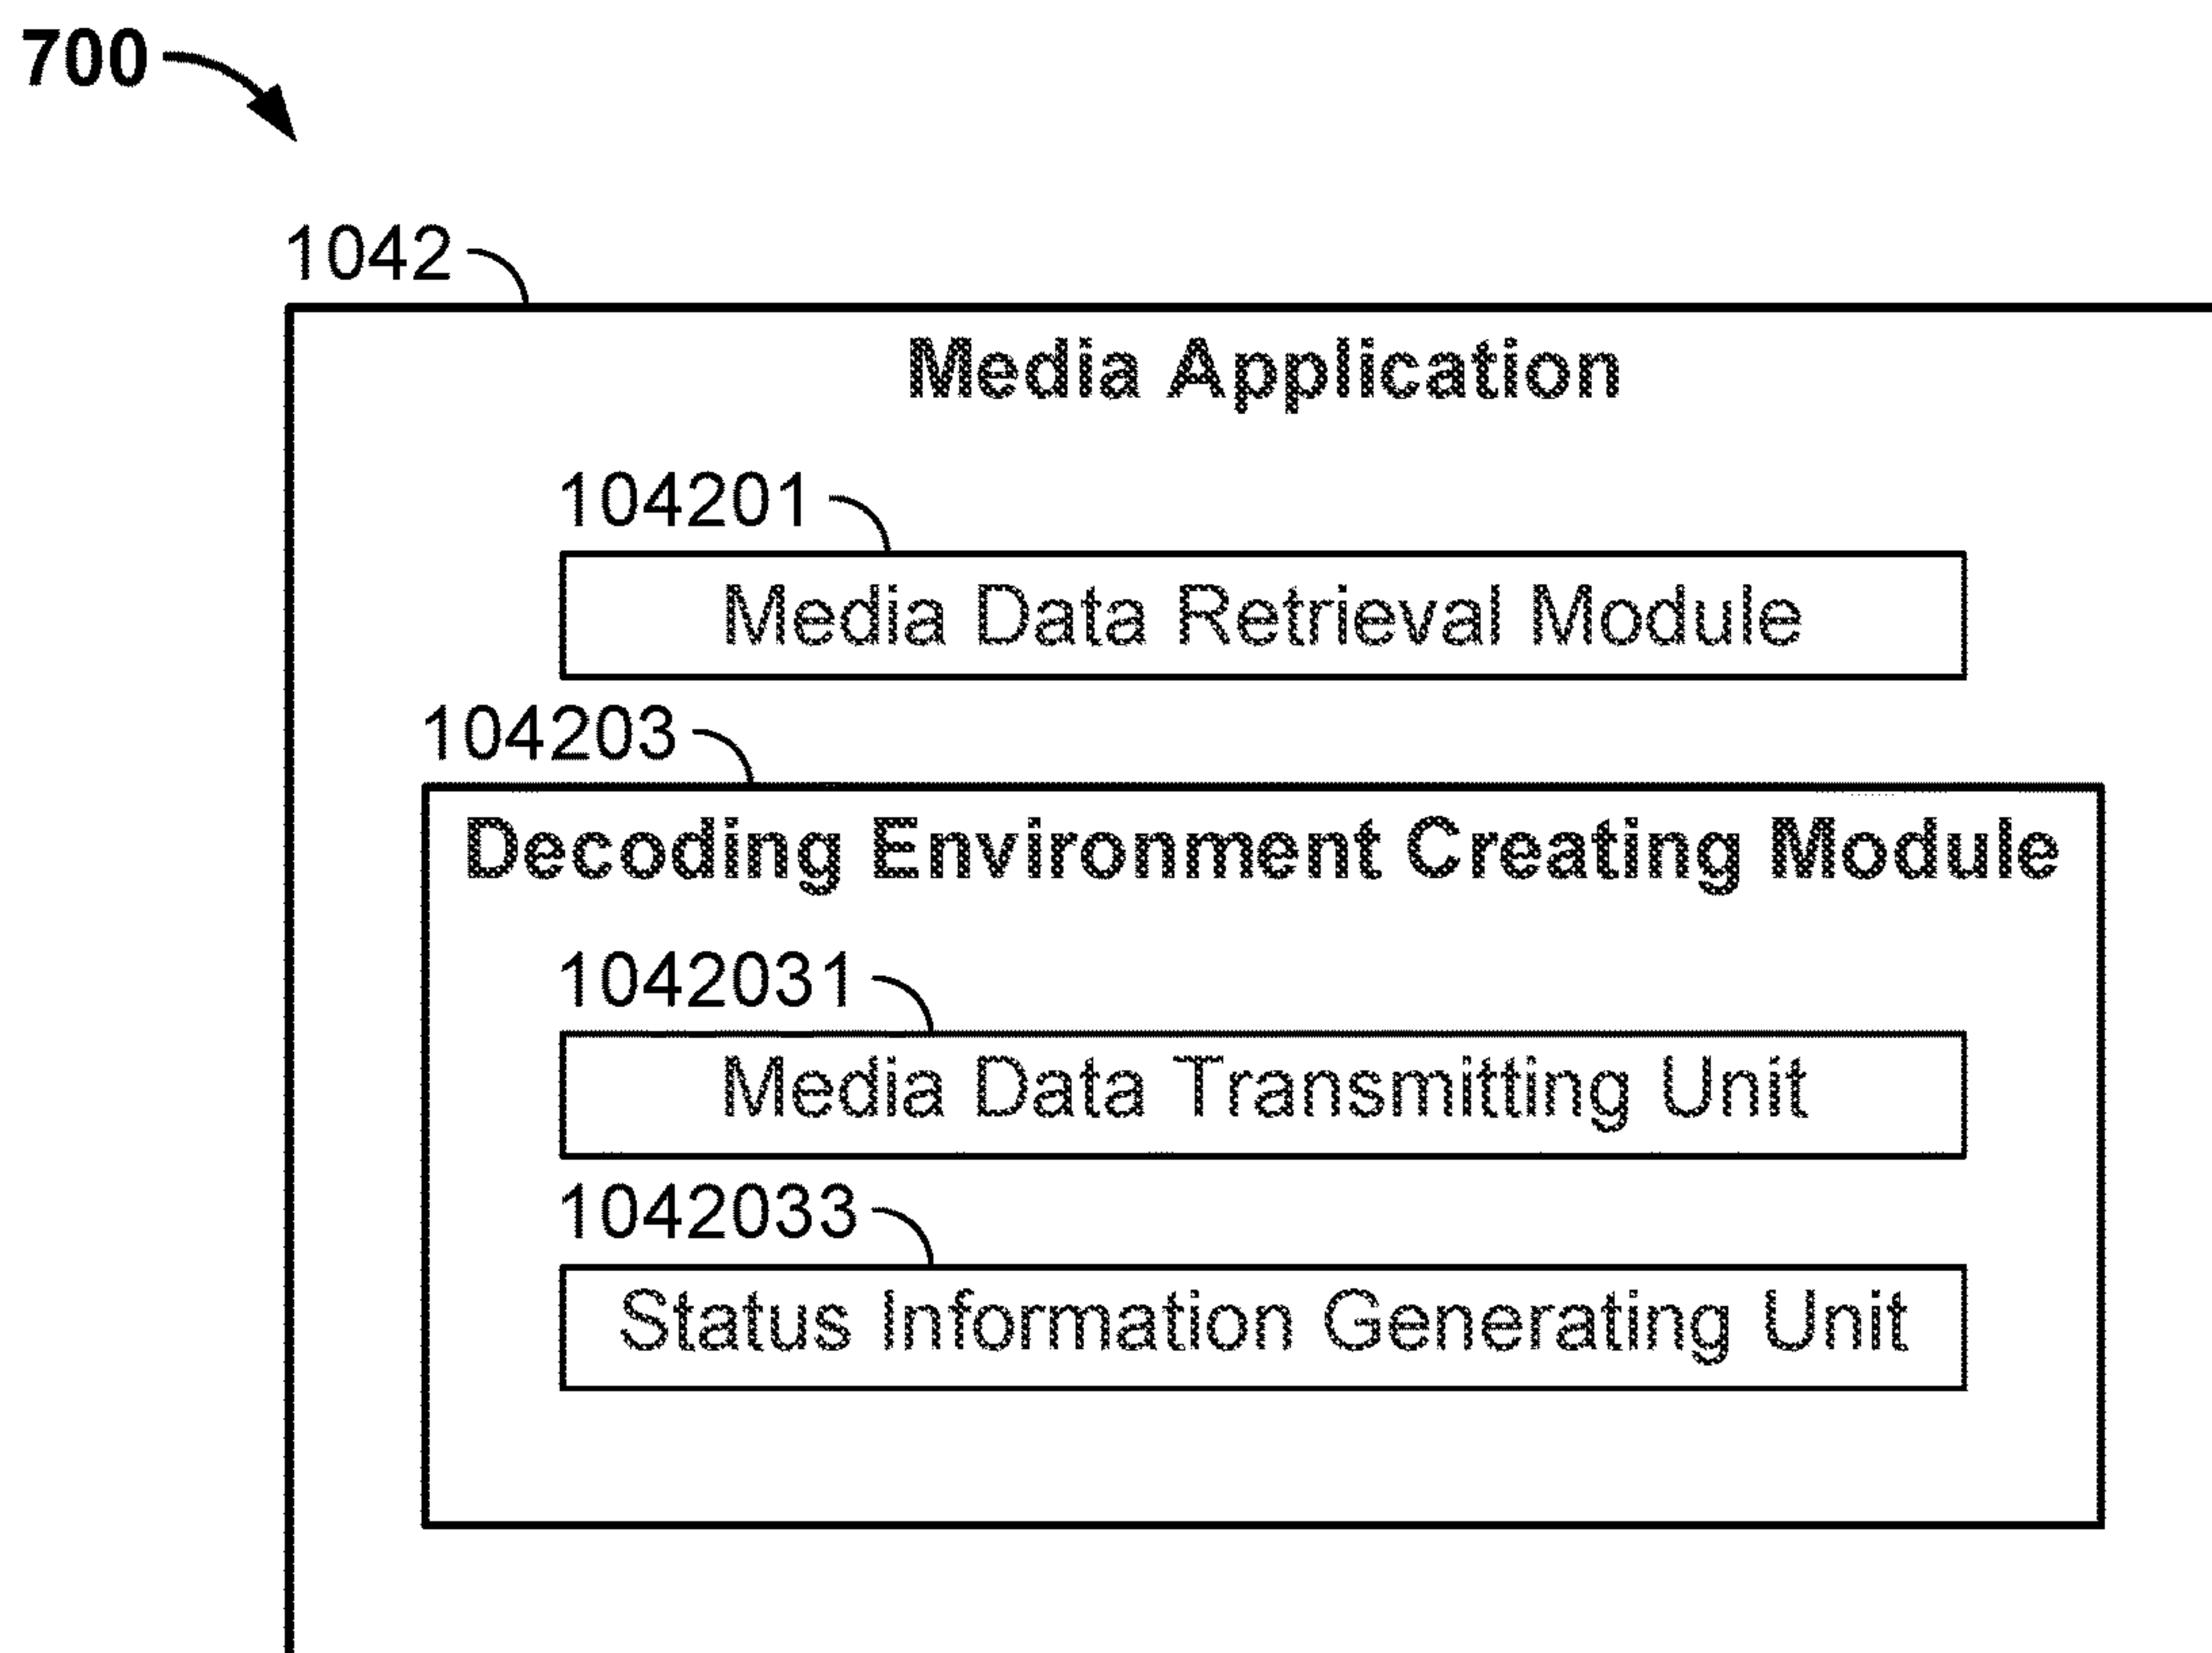 700
1042
Media Application
104201
Media Data Retrieval Module
104203
Decoding Environment Creating Module
1042031
Media Data Transmitting Unit
1042033
Status Information Generating Unit